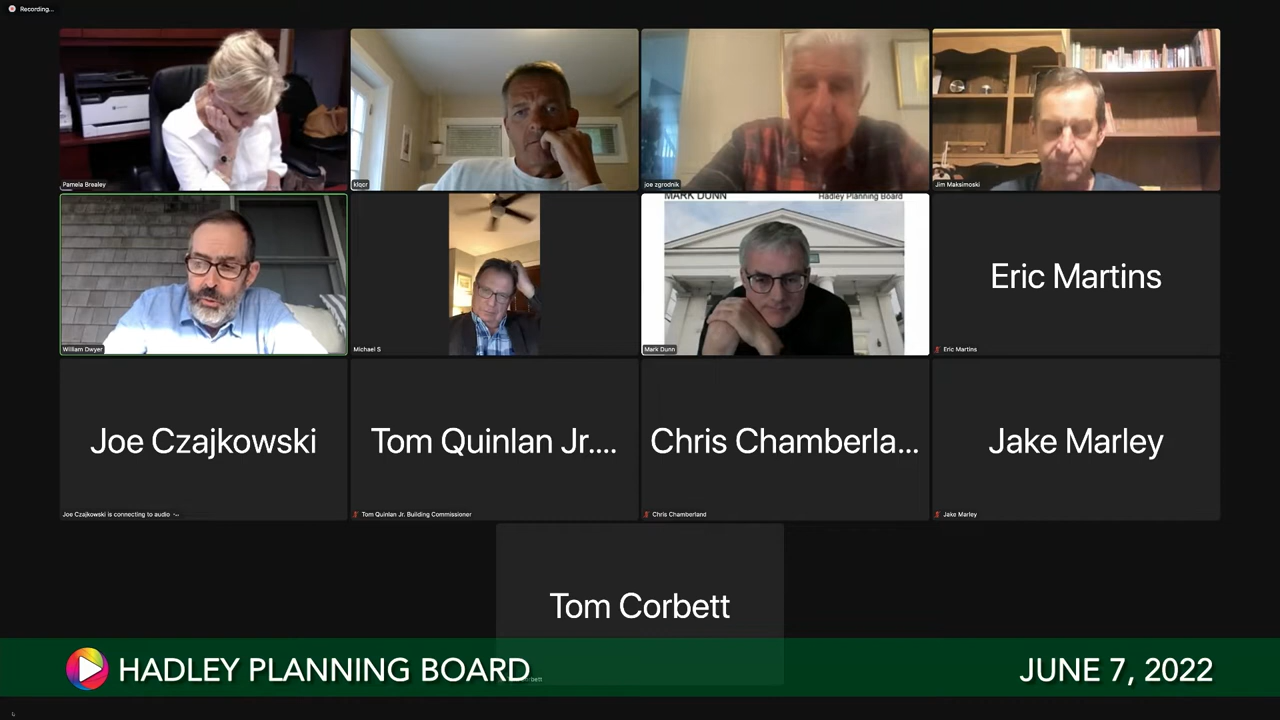 Recording...
Pamela Brealey
klqcr
joe zgrodnik
Jim Maksimoski
William Dwyer
Michael S
MARK DUNN
Hadley Planning Board
Mark Dunn
Eric Martins
Eric Martins
Joe Czajkowski
Joe Czajkowski is connecting to audio
Tom Quinlan Jr....
Tom Quinlan Jr. Building Commissioner
Chris Chamberla...
Chris Chamberland
Jake Marley
Jake Marley
Tom Corbett
HADLEY PLANNING BOARD
JUNE 7, 2022